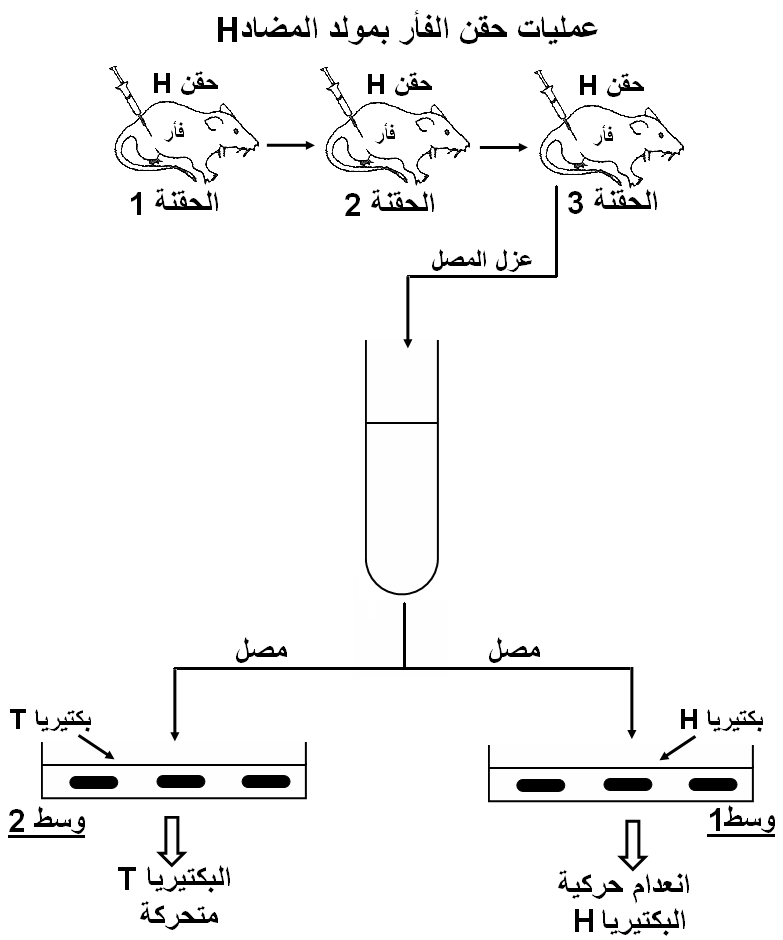 عمليات حقن الفأر بمولد المضادH
حقن H
حقن H
حقن H
فأر
فأر
فأر
الحقنة 1
الحقنة 2
الحقنة 3
عزل المصل
مصل
مصل
بكتيريا T
بكتيريا H
وسط 2
وسط1
البكتيريا T
متحركة
انعدام حركية
البكتيريا H